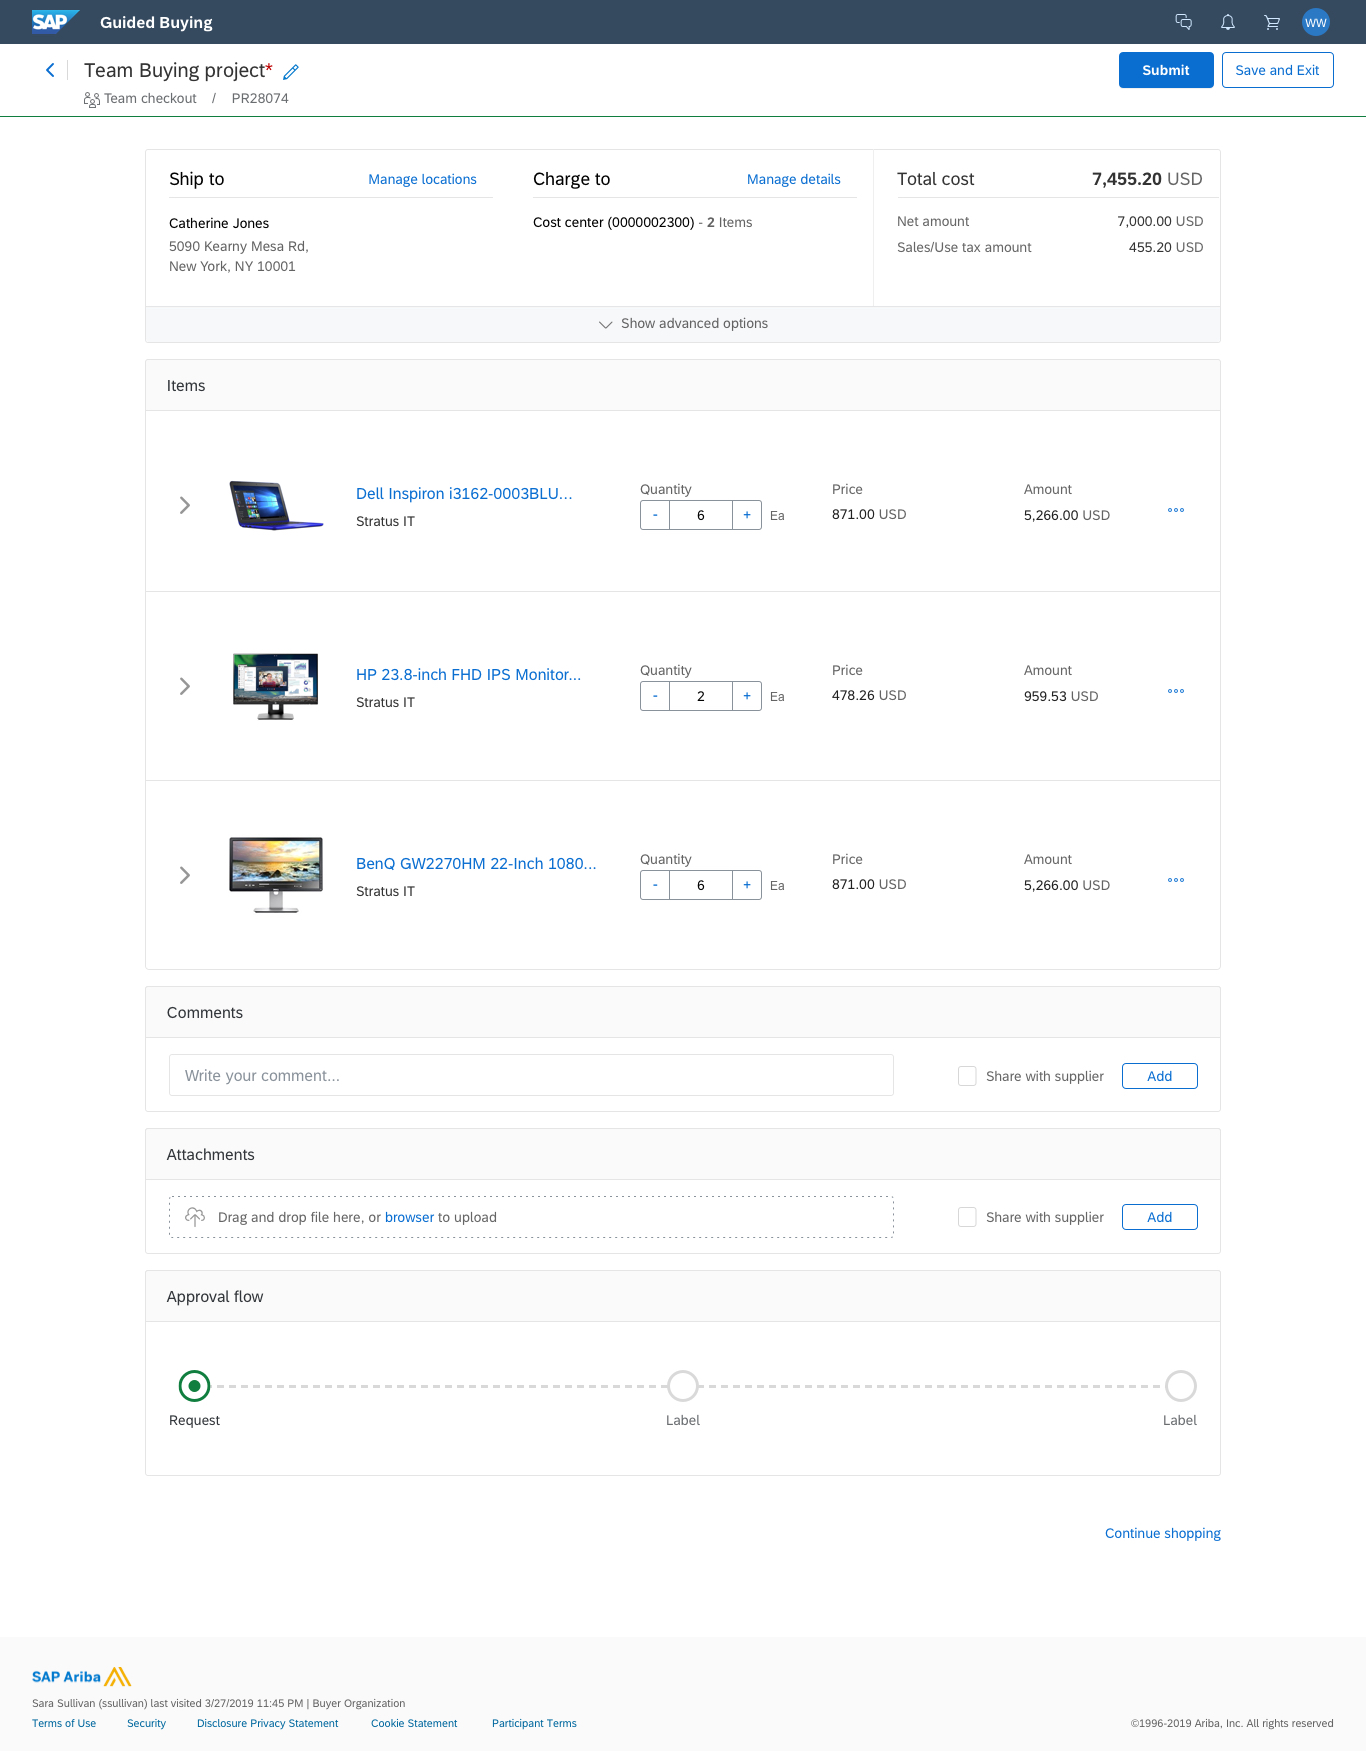 SAP Guided Buying WW
Team Buying project* Submit Save and Exit
Team checkout / PR28074
Ship to Manage locations Charge to Manage details Total cost 7,455.20 USD
Catherine Jones Cost center (0000002300) - 2 Items Net amount 7,000.00 USD
5090 Kearny Mesa Rd, Sales/Use tax amount 455.20 USD
New York, NY 10001
Show advanced options
Items
Dell Inspiron i3162-0003BLU... Quantity Price Amount
Stratus IT - 6 + Ea 871.00 USD 5,266.00 USD
HP 23.8-inch FHD IPS Monitor... Quantity Price Amount
Stratus IT - 2 + Ea 478.26 USD 959.53 USD
BenQ GW2270HM 22-Inch 1080... Quantity Price Amount
Stratus IT - 6 + Ea 871.00 USD 5,266.00 USD
Comments
Write your comment... Share with supplier Add
Attachments
Drag and drop file here, or browser to upload Share with supplier Add
Approval flow
Request Label Label
Continue shopping
SAP Ariba
Sara Sullivan (ssullivan) last visited 3/27/2019 11:45 PM | Buyer Organization
Terms of Use Security Disclosure Privacy Statement Cookie Statement Participant Terms ©1996-2019 Ariba, Inc. All rights reserved